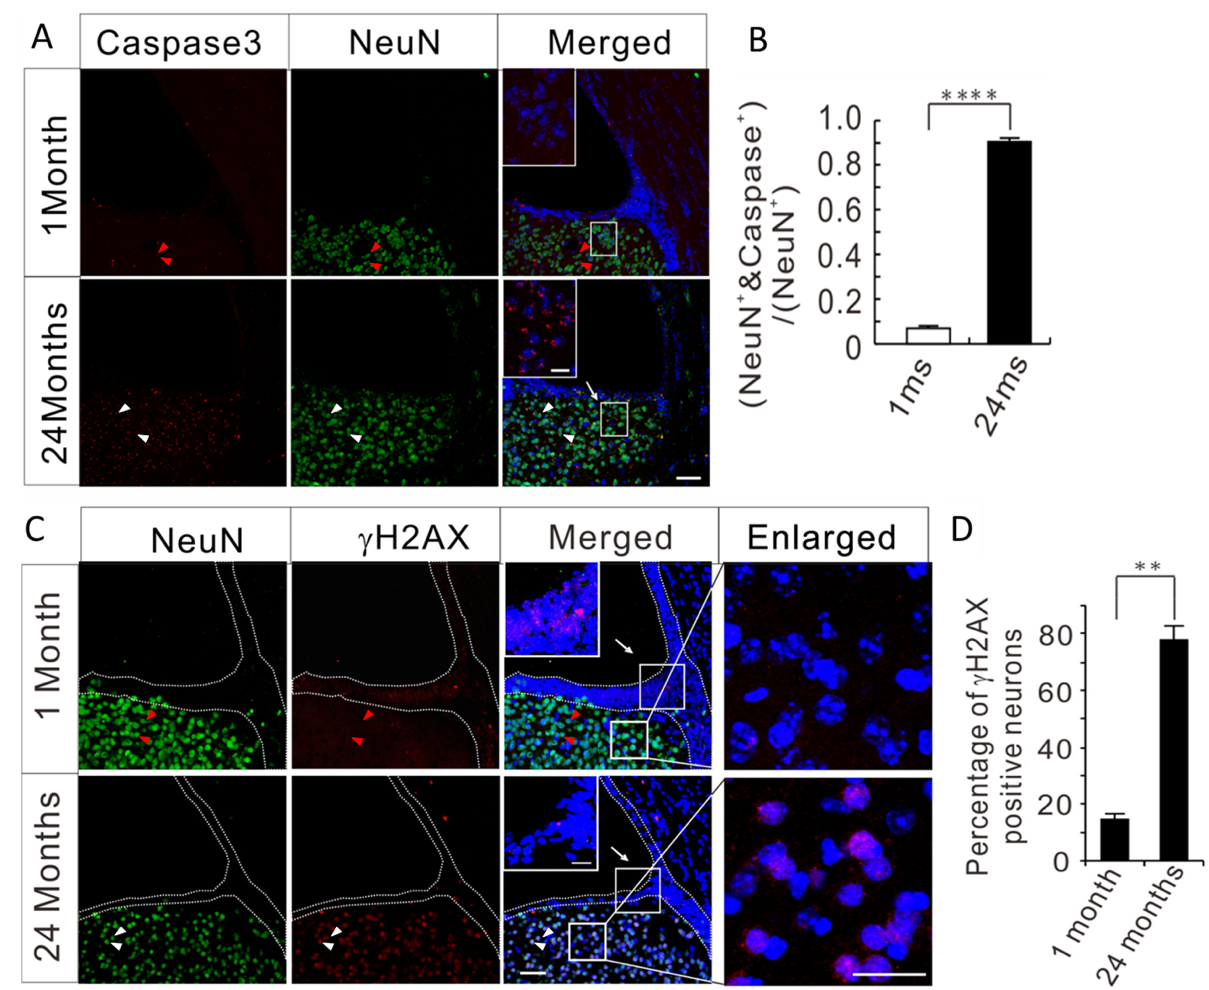 A
Caspase3
NeuN
Merged
1Month
24Months
B
(NeuN⁺&Caspase⁺)
/(NeuN⁺)
****
1.0
0.8
0.6
0.4
0.2
0
1ms
24ms
C
NeuN
γH2AX
Merged
Enlarged
1 Month
24 Months
D
Percentage of γH2AX
positive neurons
**
80
60
40
20
0
1 month
24 months